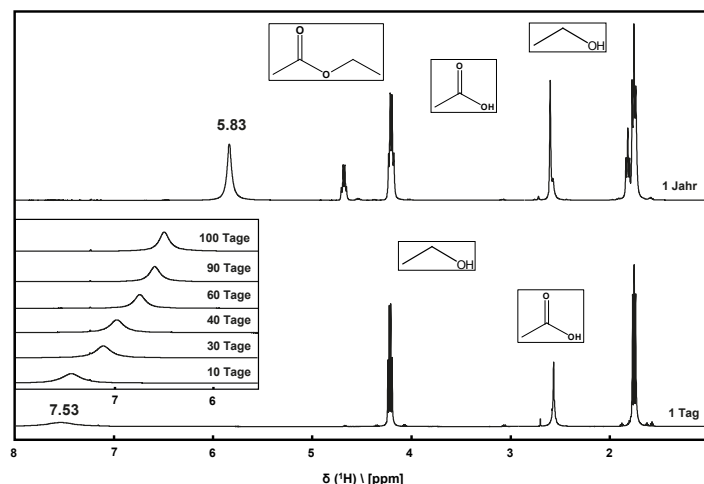 O
O
O
OH
OH
5.83
1 Jahr
100 Tage
90 Tage
60 Tage
40 Tage
30 Tage
10 Tage
7 6
OH
O
OH
7.53
1 Tag
8 7 6 5 4 3 2
δ (¹H) \ [ppm]